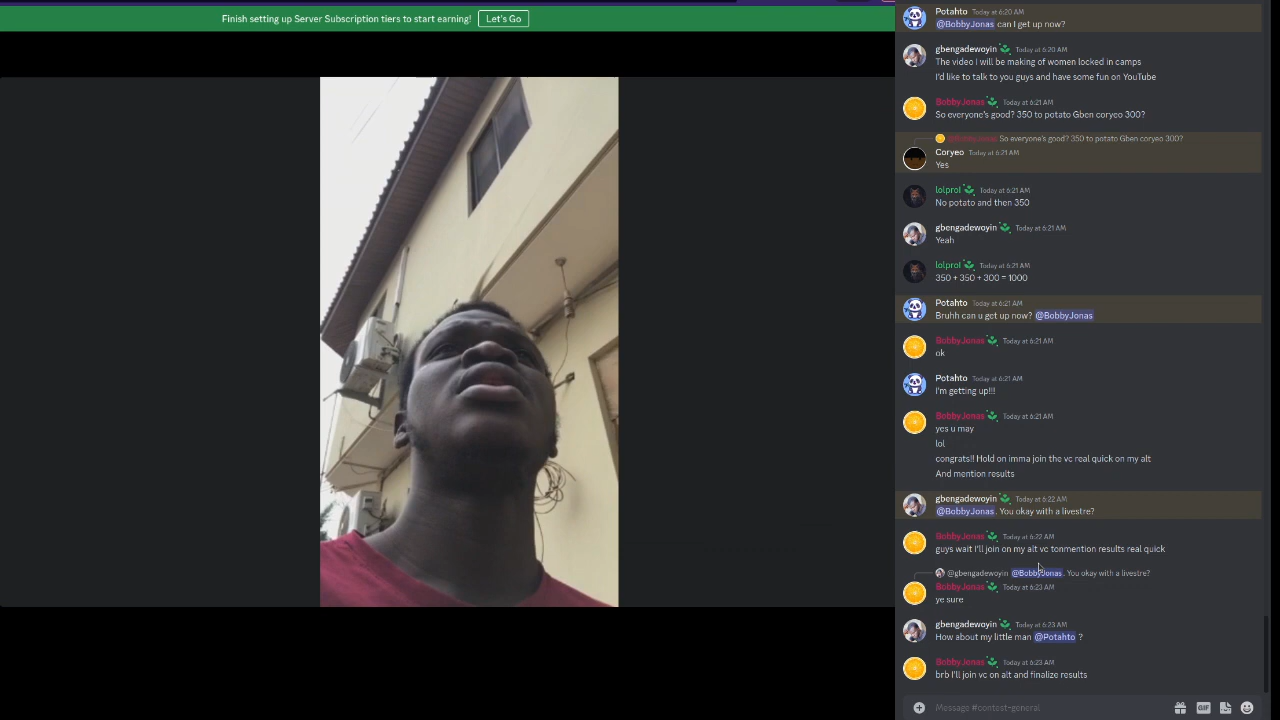 Finish setting up Server Subscription tiers to start earning! Let's Go
Potahto Today at 6:20 AM
@BobbyJonas can I get up now?
gbengadewoyin Today at 6:20 AM
The video I will be making of women locked in camps
I'd like to talk to you guys and have some fun on YouTube
BobbyJonas Today at 6:21 AM
So everyone's good? 350 to potato Gben coryeo 300?
@BobbyJonas So everyone's good? 350 to potato Gben coryeo 300?
Coryeo Today at 6:21 AM
Yes
lolprol Today at 6:21 AM
No potato and then 350
gbengadewoyin Today at 6:21 AM
Yeah
lolprol Today at 6:21 AM
350 + 350 + 300 = 1000
Potahto Today at 6:21 AM
Bruhh can u get up now? @BobbyJonas
BobbyJonas Today at 6:21 AM
ok
Potahto Today at 6:21 AM
I'm getting up!!!
BobbyJonas Today at 6:21 AM
yes u may
lol
congrats!! Hold on imma join the vc real quick on my alt
And mention results
gbengadewoyin Today at 6:22 AM
@BobbyJonas. You okay with a livestre?
BobbyJonas Today at 6:22 AM
guys wait I'll join on my alt vc tonmention results real quick
@gbengadewoyin @BobbyJonas. You okay with a livestre?
BobbyJonas Today at 6:23 AM
ye sure
gbengadewoyin Today at 6:23 AM
How about my little man @Potahto ?
BobbyJonas Today at 6:23 AM
brb I'll join vc on alt and finalize results
Message #contest-general
GIF